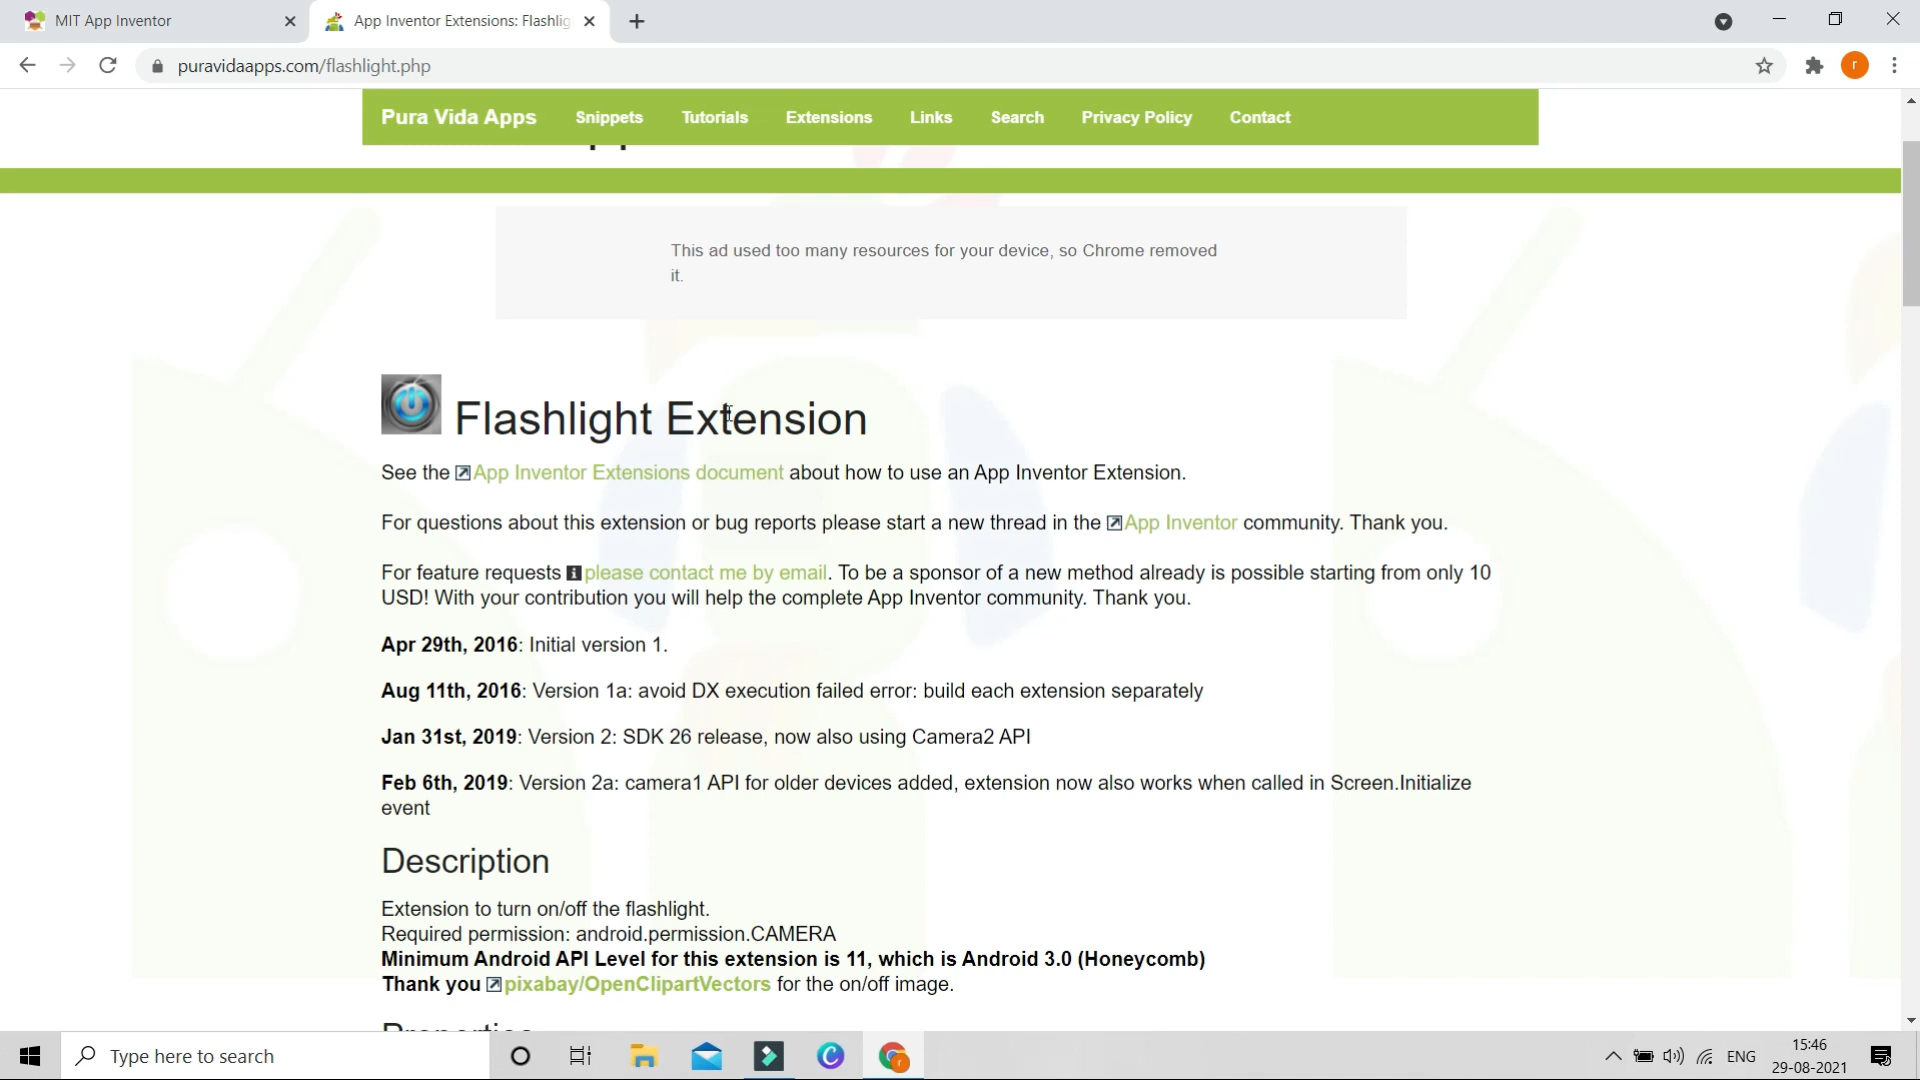 MIT App Inventor
App Inventor Extensions: Flashlig
puravidaapps.com/flashlight.php
r
Pura Vida Apps Snippets Tutorials Extensions Links Search Privacy Policy Contact
This ad used too many resources for your device, so Chrome removed
it.
Flashlight Extension
See the App Inventor Extensions document about how to use an App Inventor Extension.
For questions about this extension or bug reports please start a new thread in the App Inventor community. Thank you.
For feature requests please contact me by email. To be a sponsor of a new method already is possible starting from only 10
USD! With your contribution you will help the complete App Inventor community. Thank you.
Apr 29th, 2016: Initial version 1.
Aug 11th, 2016: Version 1a: avoid DX execution failed error: build each extension separately
Jan 31st, 2019: Version 2: SDK 26 release, now also using Camera2 API
Feb 6th, 2019: Version 2a: camera1 API for older devices added, extension now also works when called in Screen.Initialize
event
Description
Extension to turn on/off the flashlight.
Required permission: android.permission.CAMERA
Minimum Android API Level for this extension is 11, which is Android 3.0 (Honeycomb)
Thank you pixabay/OpenClipartVectors for the on/off image.
Properties
Type here to search
ENG
15:46
29-08-2021